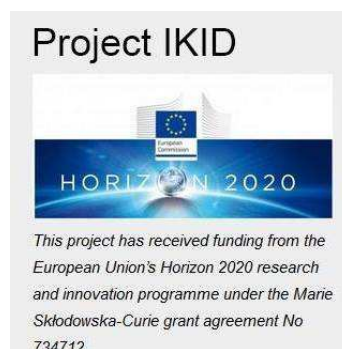 Project IKID
European
Commission
HORIZON 2020
This project has received funding from the
European Union's Horizon 2020 research
and innovation programme under the Marie
Skłodowska-Curie grant agreement No
734712